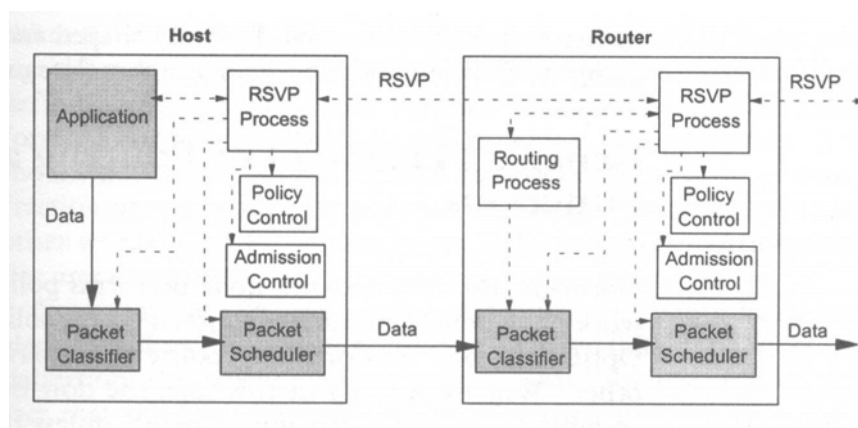 Host
Router
RSVP
RSVP
Application
RSVP
Process
RSVP
Process
Routing
Process
Policy
Control
Policy
Control
Data
Admission
Control
Admission
Control
Packet
Classifier
Packet
Scheduler
Data
Packet
Classifier
Packet
Scheduler
Data